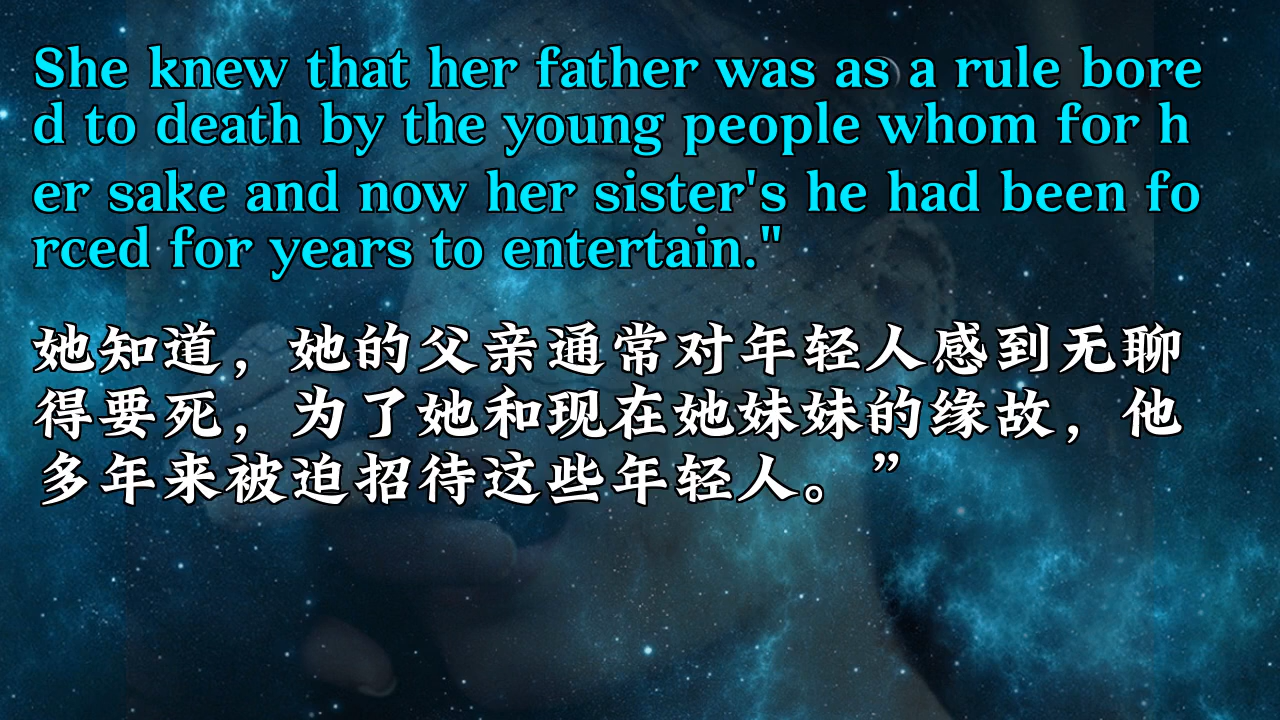 She knew that her father was as a rule bore
d to death by the young people whom for h
er sake and now her sister's he had been fo
rced for years to entertain."
她知道，她的父亲通常对年轻人感到无聊
得要死，为了她和现在她妹妹的缘故，他
多年来被迫招待这些年轻人。”